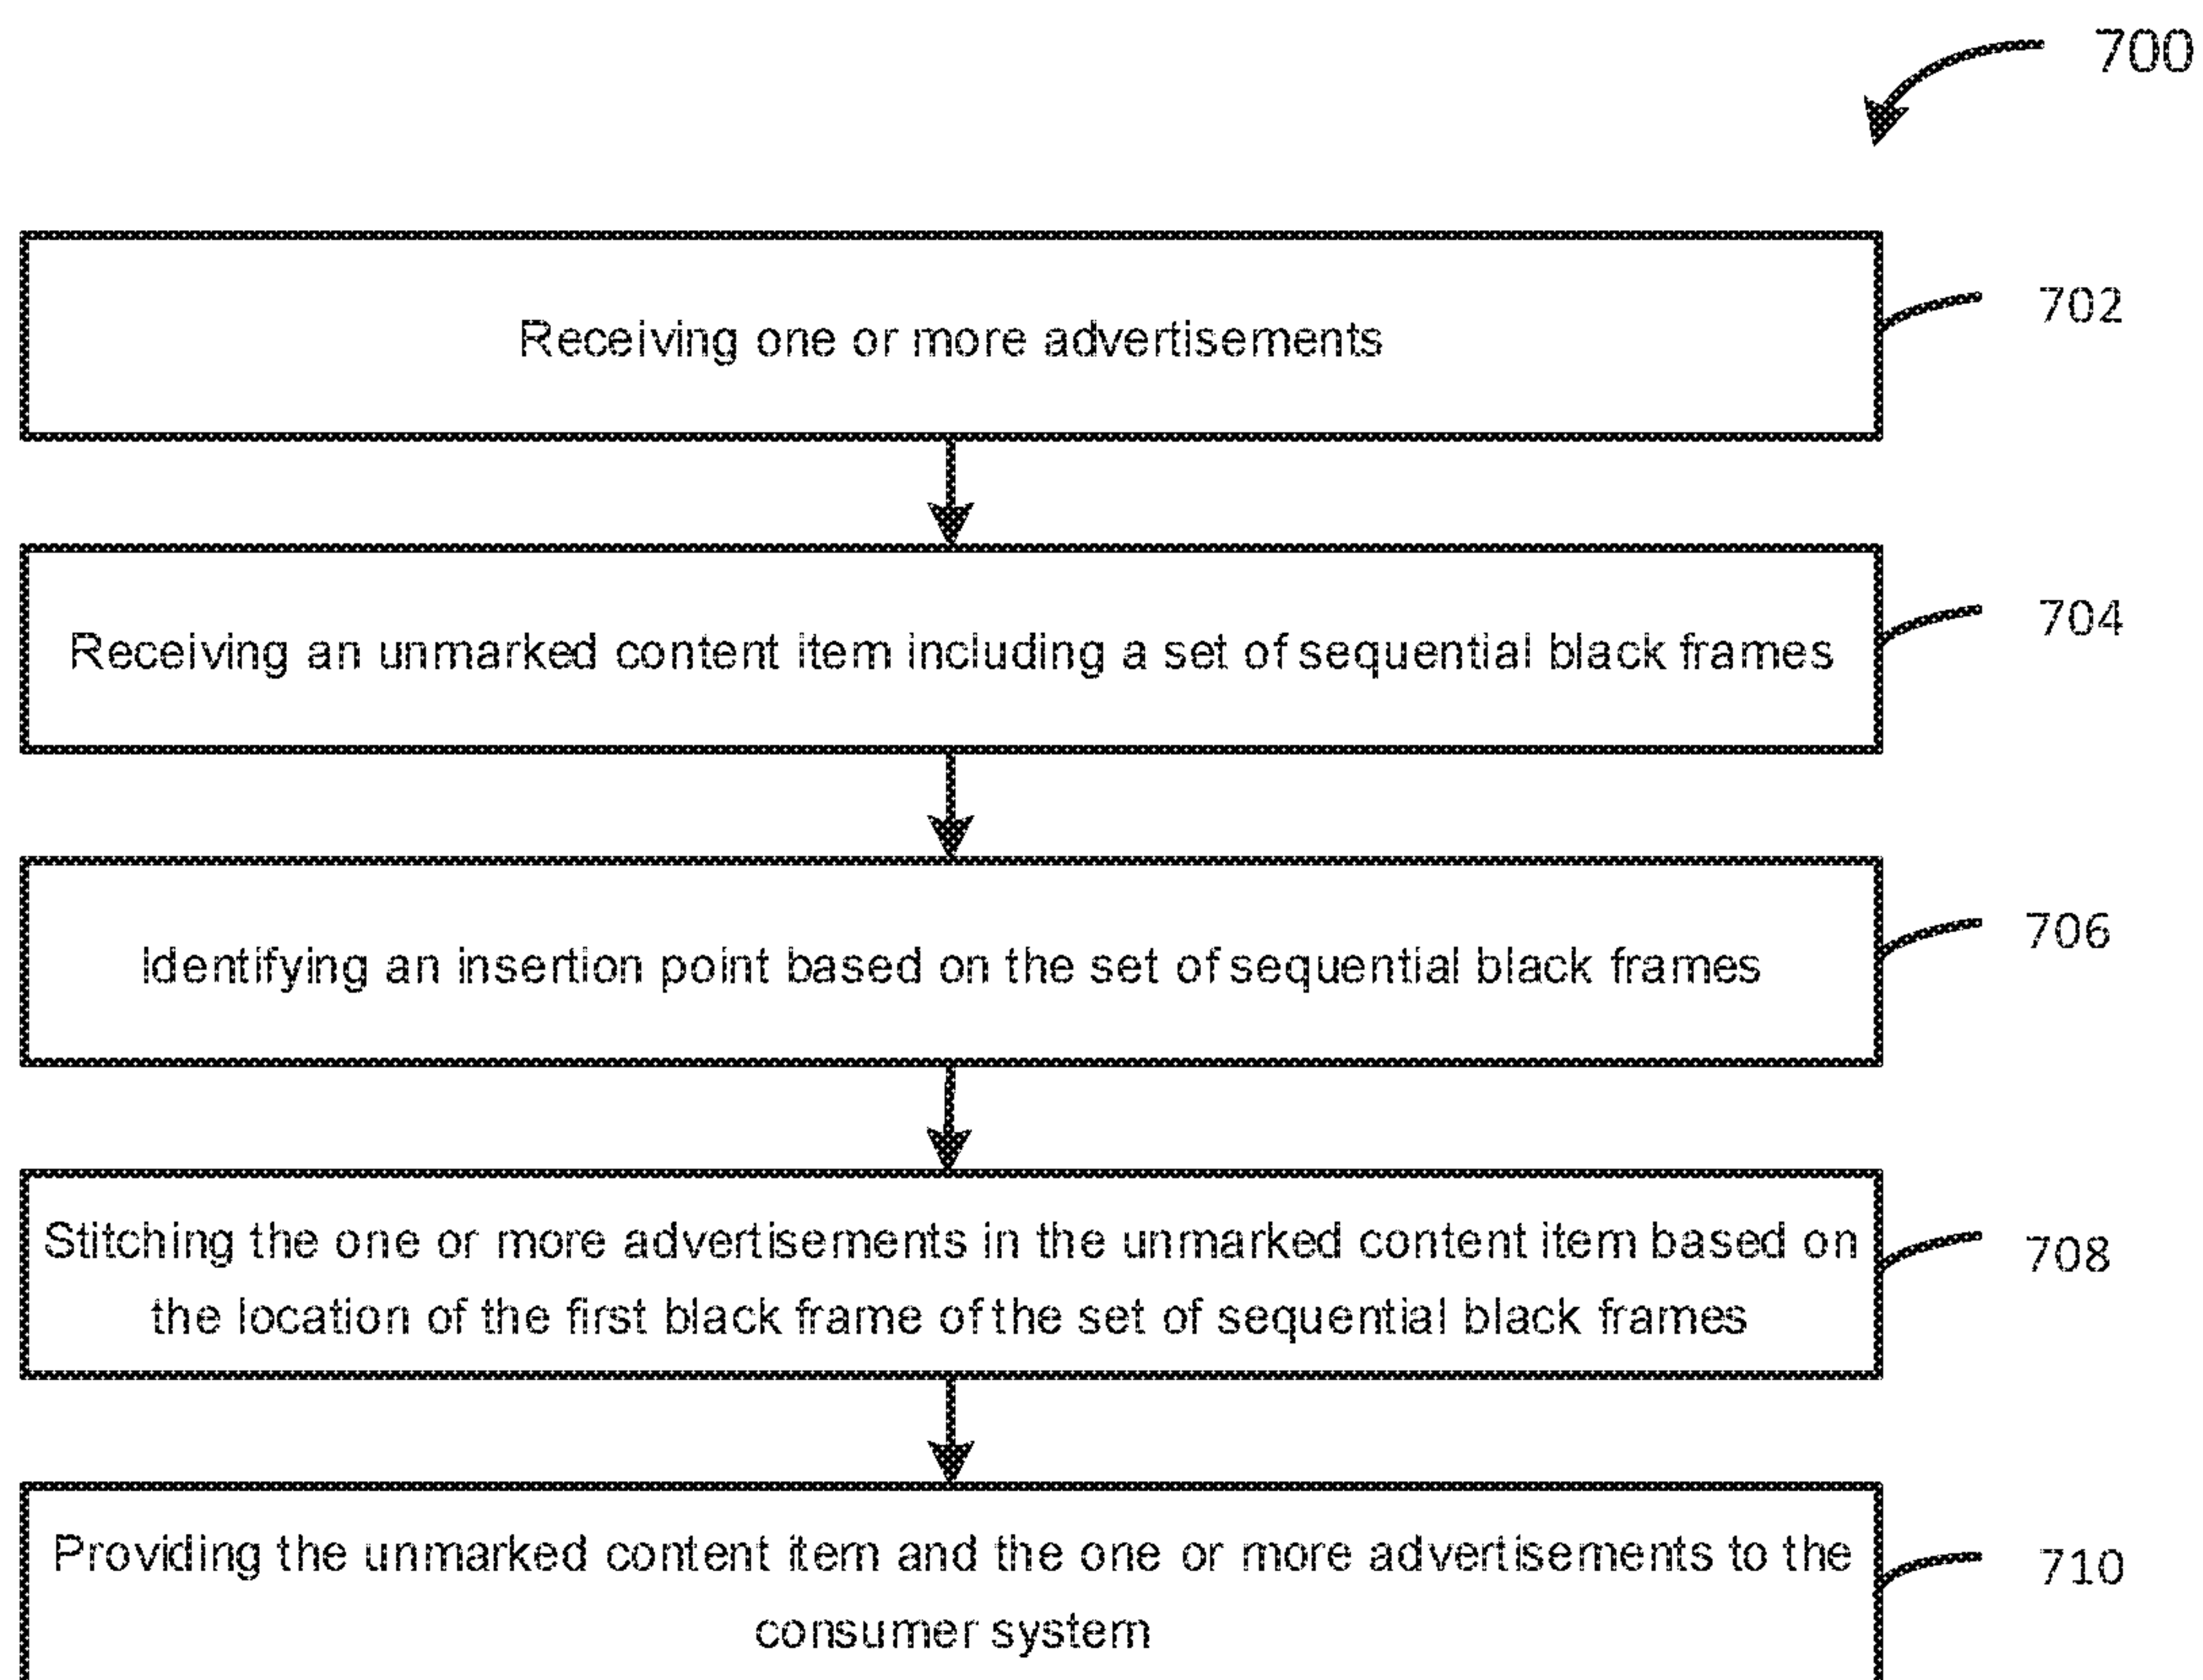 700
Receiving one or more advertisements
702
Receiving an unmarked content item including a set of sequential black frames
704
Identifying an insertion point based on the set of sequential black frames
706
Stitching the one or more advertisements in the unmarked content item based on
the location of the first black frame of the set of sequential black frames
708
Providing the unmarked content item and the one or more advertisements to the
consumer system
710